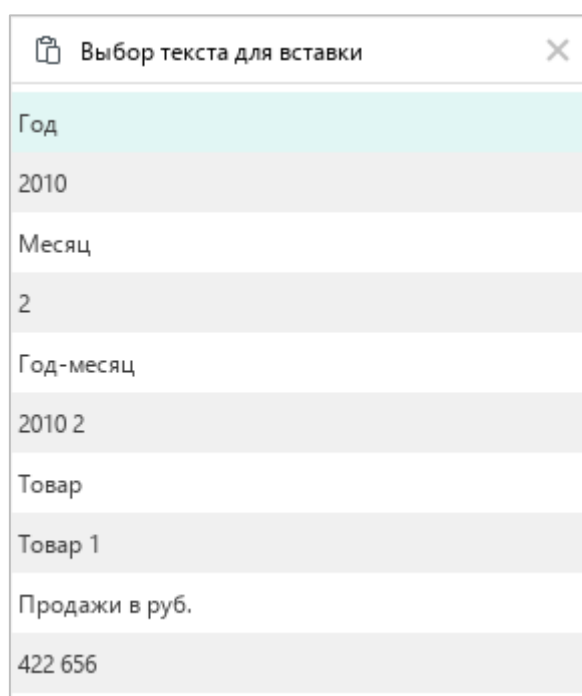 Выбор текста для вставки
Год
2010
Месяц
2
Год-месяц
2010 2
Товар
Товар 1
Продажи в руб.
422 656